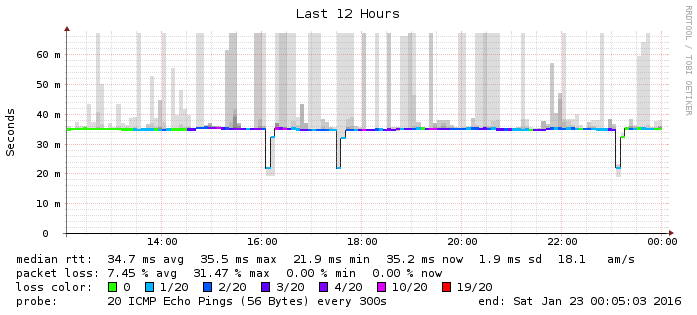 Last 12 Hours
RRDTOOL / TOBI OETIKER
Seconds
60 m
50 m
40 m
30 m
20 m
10 m
0
14:00 16:00 18:00 20:00 22:00 00:00
median rtt: 34.7 ms avg 35.5 ms max 21.9 ms min 35.2 ms now 1.9 ms sd 18.1 am/s
packet loss: 7.45 % avg 31.47 % max 0.00 % min 0.00 % now
loss color: 0 1/20 2/20 3/20 4/20 10/20 19/20
probe: 20 ICMP Echo Pings (56 Bytes) every 300s end: Sat Jan 23 00:05:03 2016